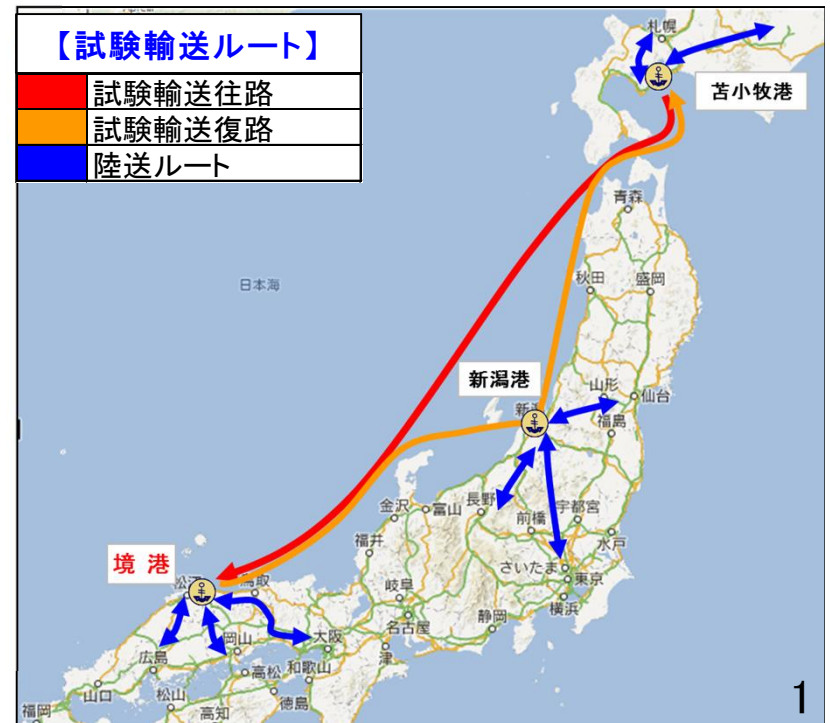 【試験輸送ルート】
試験輸送往路
試験輸送復路
陸送ルート
札幌
苫小牧港
青森
日本海
秋田
盛岡
新潟港
山形
仙台
福島
金沢
富山
長野
前橋
宇都宮
水戸
福井
さいたま
東京
境 港
岐阜
横浜
静岡
名古屋
岡山
大阪
津
広島
高松
和歌山
山口
松山
徳島
高知
福岡
1